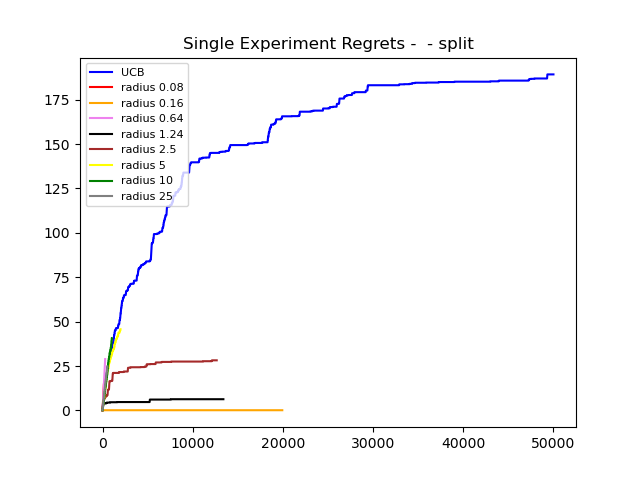 Single Experiment Regrets -  - split
UCB
radius 0.08
radius 0.16
radius 0.64
radius 1.24
radius 2.5
radius 5
radius 10
radius 25
175
150
125
100
75
50
25
0
0 10000 20000 30000 40000 50000